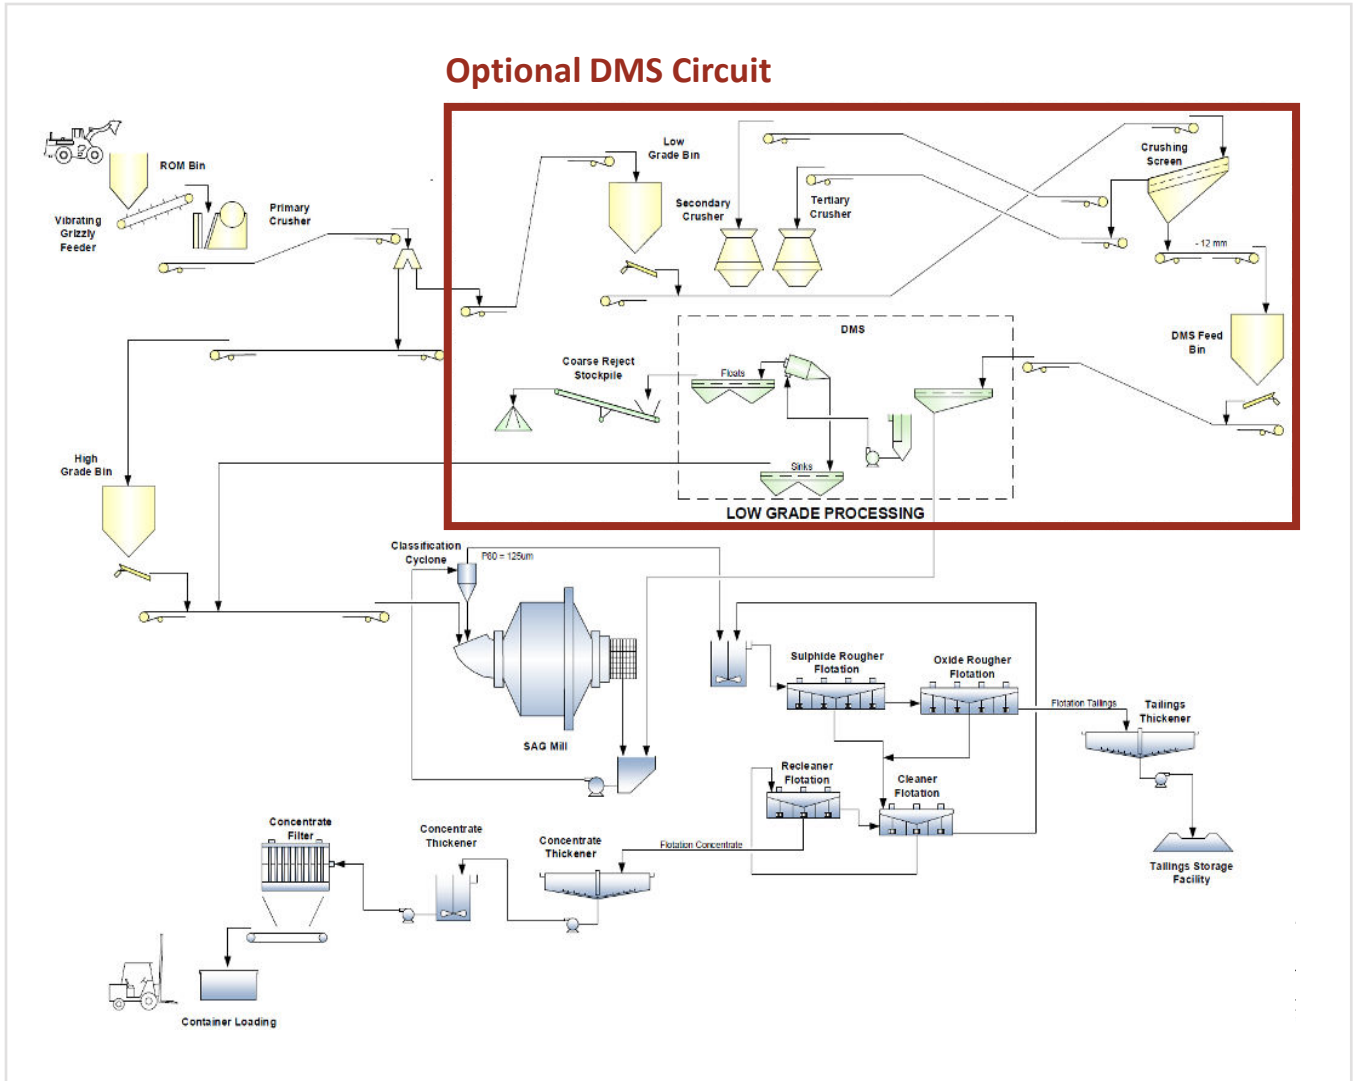 Optional DMS Circuit
ROM Bin
Vibrating
Grizzly
Feeder
Primary
Crusher
Low
Grade Bin
Secondary
Crusher
Tertiary
Crusher
Crushing
Screen
- 12 mm
DMS Feed
Bin
DMS
Coarse Reject
Stockpile
Floats
Sinks
LOW GRADE PROCESSING
High
Grade Bin
Classification
Cyclone
P80 = 125um
SAG Mill
Sulphide Rougher
Flotation
Oxide Rougher
Flotation
Flotation Tailings
Tailings
Thickener
Recleaner
Flotation
Cleaner
Flotation
Tailings Storage
Facility
Flotation Concentrate
Concentrate
Thickener
Concentrate
Thickener
Concentrate
Filter
Container Loading